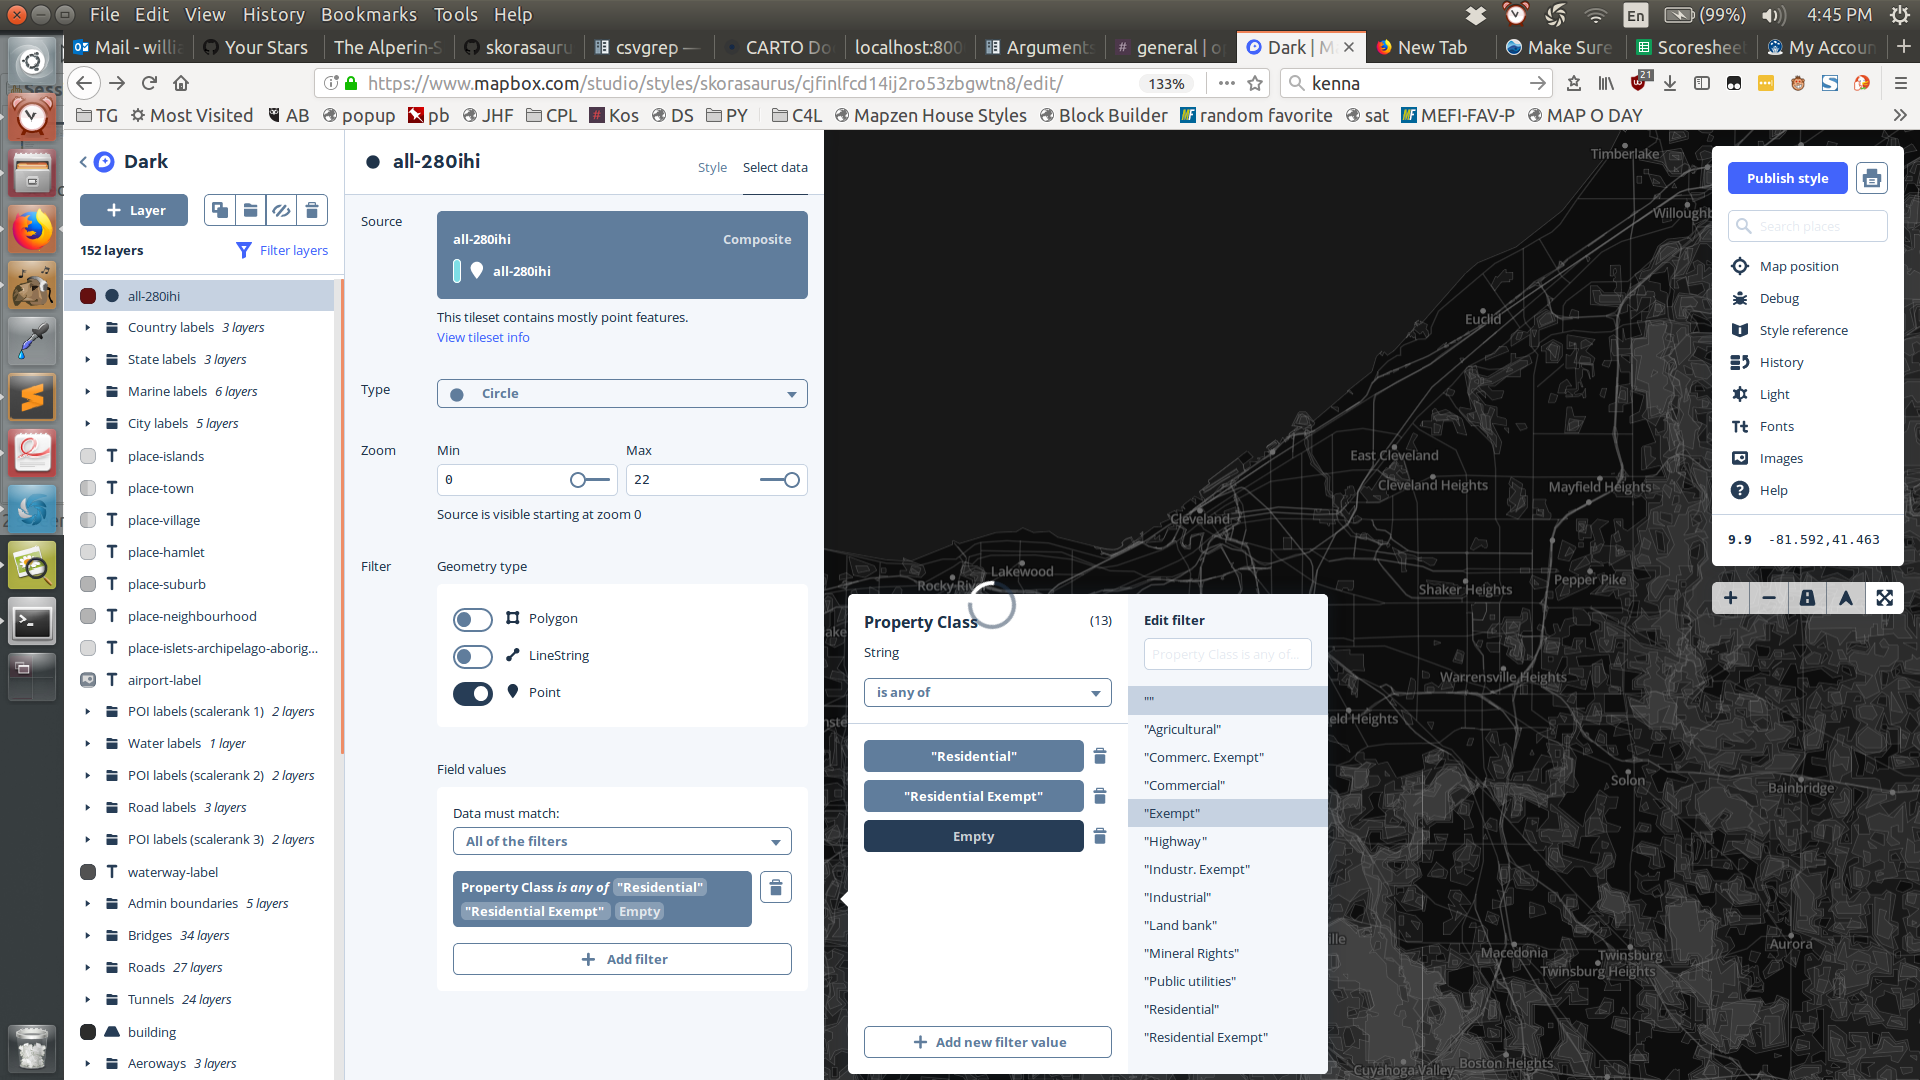 File Edit View History Bookmarks Tools Help
En (99%) 4:45 PM
Mail - willi Your Stars The Alperin-S skorasauru csvgrep — CARTO Do localhost:800 Arguments general | o Dark | M New Tab Make Sure Scoreshee My Accoun
https://www.mapbox.com/studio/styles/skorasaurus/cjfinlfcd14ij2ro53zbgwtn8/edit/ 133% kenna 21
TG Most Visited AB popup pb JHF CPL Kos DS PY C4L Mapzen House Styles Block Builder random favorite sat MEFI-FAV-P MAP O DAY
Dark
Layer
152 layers Filter layers
all-280ihi
Country labels 3 layers
State labels 3 layers
Marine labels 6 layers
City labels 5 layers
place-islands
place-town
place-village
place-hamlet
place-suburb
place-neighbourhood
place-islets-archipelago-aborig...
airport-label
POI labels (scalerank 1) 2 layers
Water labels 1 layer
POI labels (scalerank 2) 2 layers
Road labels 3 layers
POI labels (scalerank 3) 2 layers
waterway-label
Admin boundaries 5 layers
Bridges 34 layers
Roads 27 layers
Tunnels 24 layers
building
Aeroways 3 layers
all-280ihi Style Select data
Source
all-280ihi Composite
all-280ihi
This tileset contains mostly point features.
View tileset info
Type Circle
Zoom Min Max
0 22
Source is visible starting at zoom 0
Filter Geometry type
Polygon
LineString
Point
Field values
Data must match:
All of the filters
Property Class is any of "Residential"
"Residential Exempt" Empty
Add filter
Property Class (13)
String
is any of
"Residential"
"Residential Exempt"
Empty
Add new filter value
Edit filter
Property Class is any of...
""
"Agricultural"
"Commerc. Exempt"
"Commercial"
"Exempt"
"Highway"
"Industr. Exempt"
"Industrial"
"Land bank"
"Mineral Rights"
"Public utilities"
"Residential"
"Residential Exempt"
Timberlake
Willoughb
Euclid
East Cleveland
Cleveland Heights
Mayfield Heights
Cleveland
Lakewood
Rocky Riv
Shaker Heights
Pepper Pike
Warrensville Heights
ield Heights
Solon
Bainbridge
Macedonia
Twinsburg
Twinsburg Heights
Aurora
Boston Heights
Cuyahoga Valley
Publish style
Search places
Map position
Debug
Style reference
History
Light
Fonts
Images
Help
9.9 -81.592,41.463